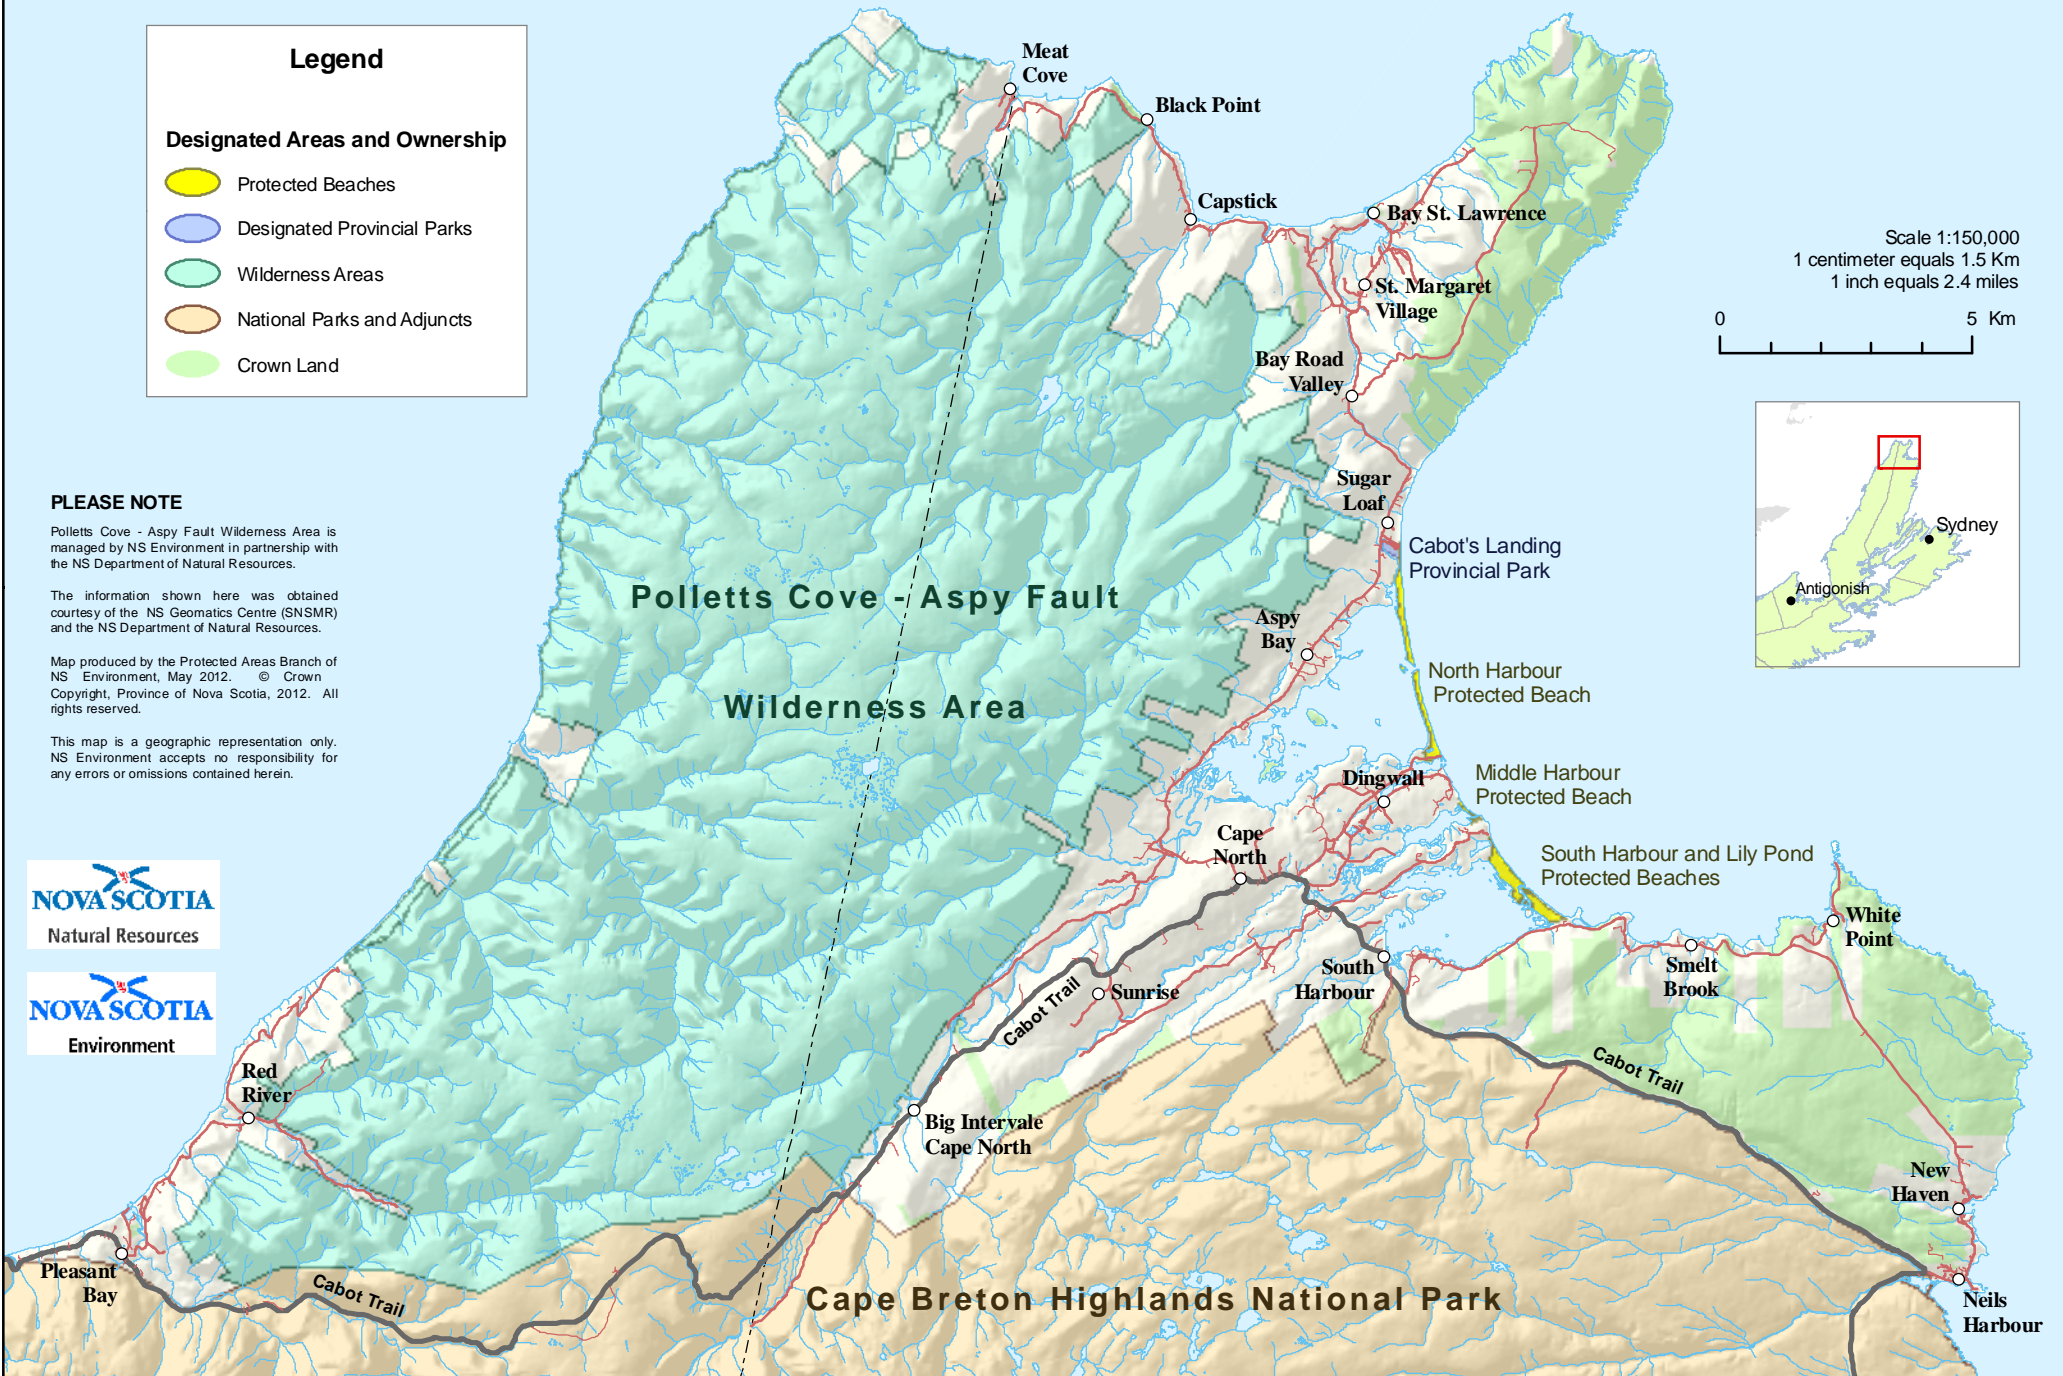 Legend
Designated Areas and Ownership
Protected Beaches
Designated Provincial Parks
Wilderness Areas
National Parks and Adjuncts
Crown Land
PLEASE NOTE
Polletts Cove - Aspy Fault Wilderness Area is
managed by NS Environment in partnership with
the NS Department of Natural Resources.
The information shown here was obtained
courtesy of the NS Geomatics Centre (SNSMR)
and the NS Department of Natural Resources.
Map produced by the Protected Areas Branch of
NS Environment, May 2012. © Crown
Copyright, Province of Nova Scotia, 2012. All
rights reserved.
This map is a geographic representation only.
NS Environment accepts no responsibility for
any errors or omissions contained herein.
NOVA SCOTIA
Natural Resources
NOVA SCOTIA
Environment
Meat
Cove
Black Point
Capstick
Bay St. Lawrence
St. Margaret
Village
Bay Road
Valley
Sugar
Loaf
Cabot's Landing
Provincial Park
Polletts Cove - Aspy Fault
Wilderness Area
Aspy
Bay
North Harbour
Protected Beach
Dingwall
Middle Harbour
Protected Beach
Cape
North
South Harbour and Lily Pond
Protected Beaches
White
Point
Smelt
Brook
South
Harbour
Sunrise
Cabot Trail
Cabot Trail
Red
River
Big Intervale
Cape North
New
Haven
Pleasant
Bay
Cabot Trail
Cape Breton Highlands National Park
Neils
Harbour
Scale 1:150,000
1 centimeter equals 1.5 Km
1 inch equals 2.4 miles
0 5 Km
Sydney
Antigonish